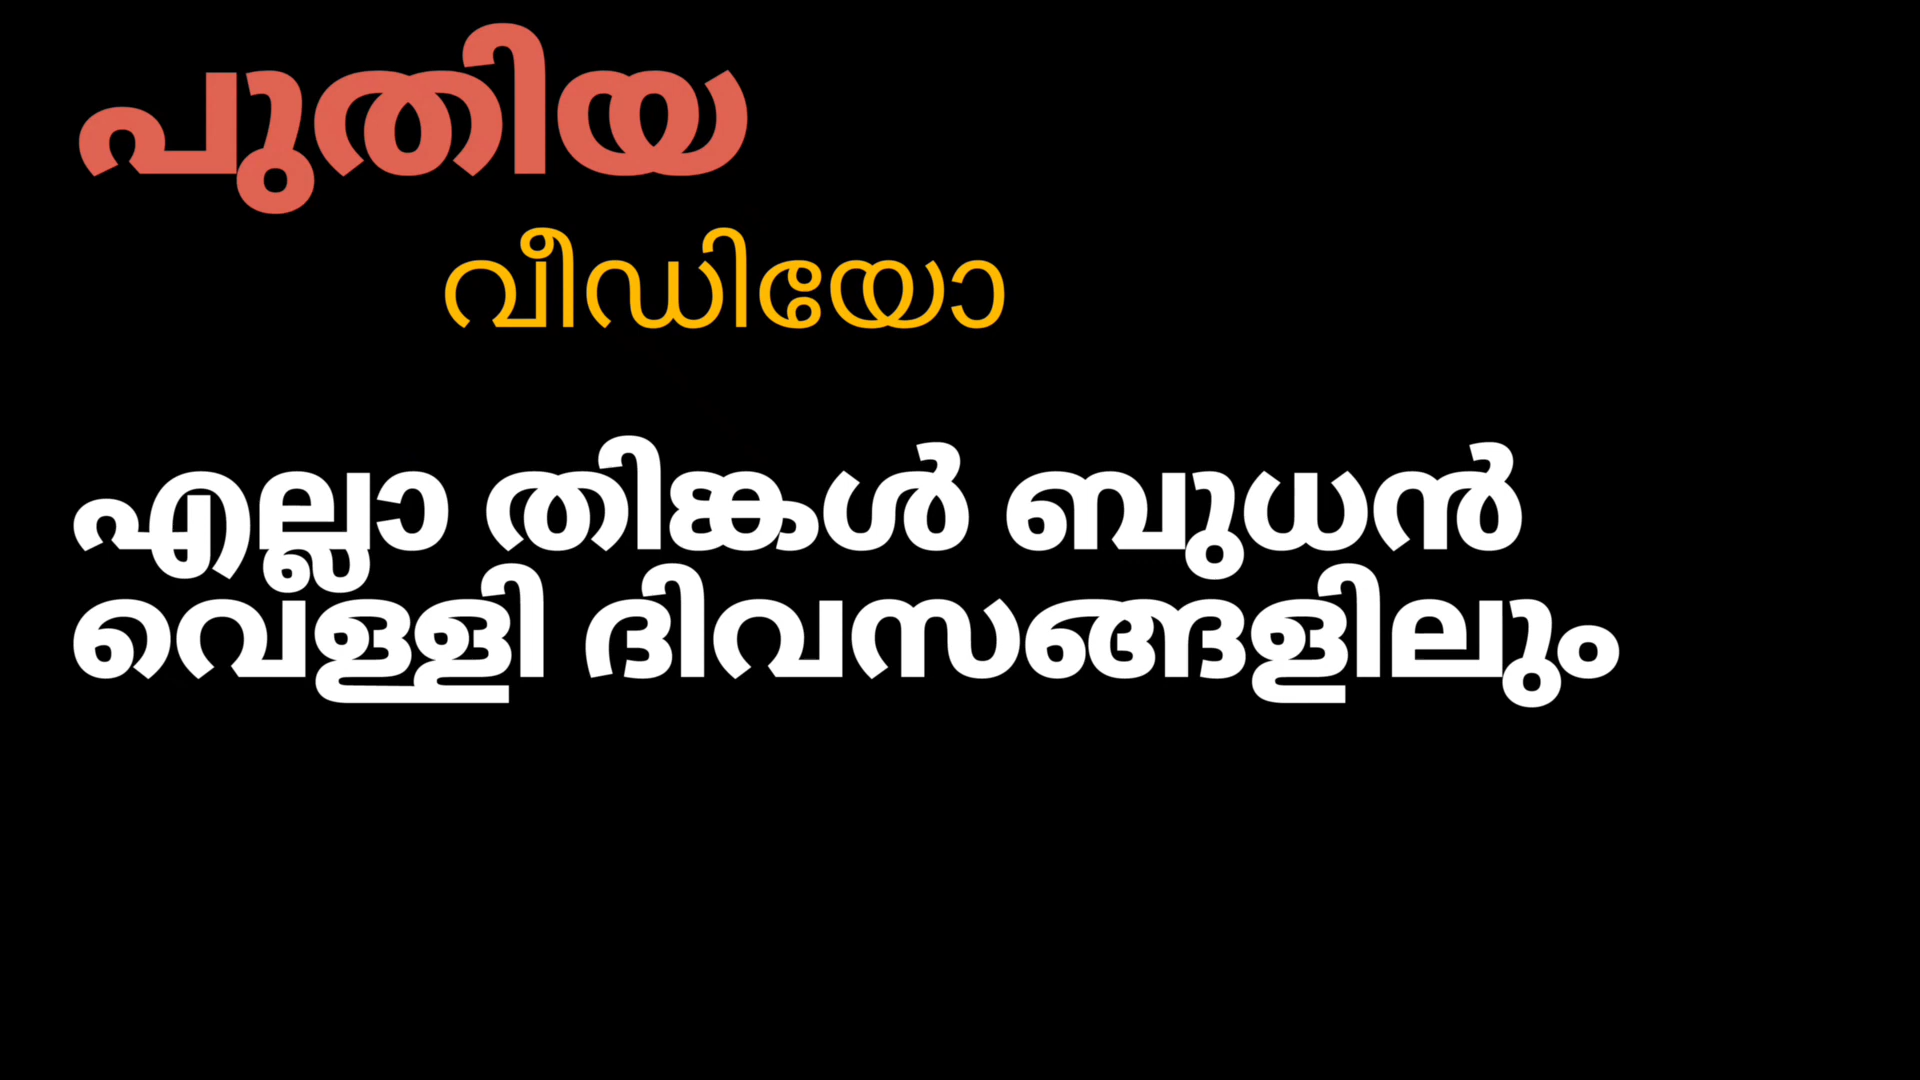 പുതിയ
വീഡിയോ
എല്ലാ തിങ്കൾ ബുധൻ
വെള്ളി ദിവസങ്ങളിലും